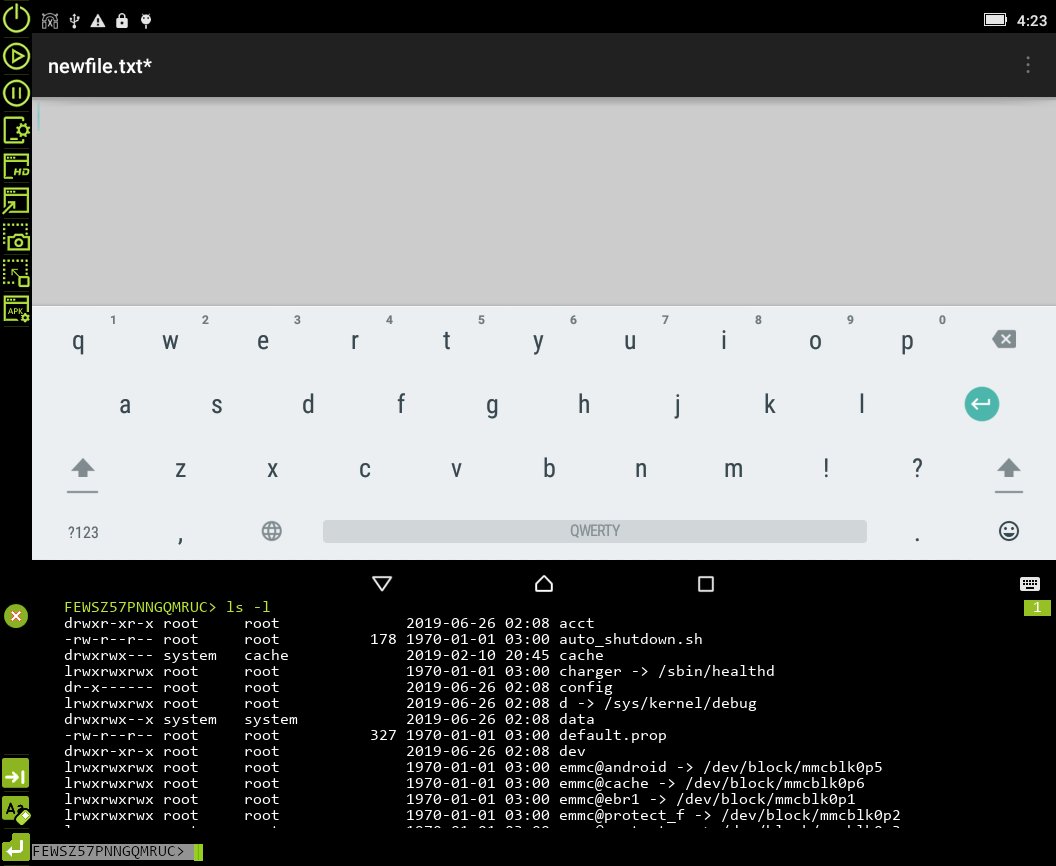 4:23
newfile.txt*
HD
APK
1 2 3 4 5 6 7 8 9 0
q w e r t y u i o p
a s d f g h j k l
z x c v b n m ! ?
?123 , QWERTY .
FEWSZ57PNNGQMRUC> ls -l
1
drwxr-xr-x root     root              2019-06-26 02:08 acct
-rw-r--r-- root     root          178 1970-01-01 03:00 auto_shutdown.sh
drwxrwx--- system   cache             2019-02-10 20:45 cache
lrwxrwxrwx root     root              1970-01-01 03:00 charger -> /sbin/healthd
dr-x------ root     root              2019-06-26 02:08 config
lrwxrwxrwx root     root              2019-06-26 02:08 d -> /sys/kernel/debug
drwxrwx--x system   system            2019-06-26 02:08 data
-rw-r--r-- root     root          327 1970-01-01 03:00 default.prop
drwxr-xr-x root     root              2019-06-26 02:08 dev
lrwxrwxrwx root     root              1970-01-01 03:00 emmc@android -> /dev/block/mmcblk0p5
lrwxrwxrwx root     root              1970-01-01 03:00 emmc@cache -> /dev/block/mmcblk0p6
lrwxrwxrwx root     root              1970-01-01 03:00 emmc@ebr1 -> /dev/block/mmcblk0p1
lrwxrwxrwx root     root              1970-01-01 03:00 emmc@protect_f -> /dev/block/mmcblk0p2
FEWSZ57PNNGQMRUC>